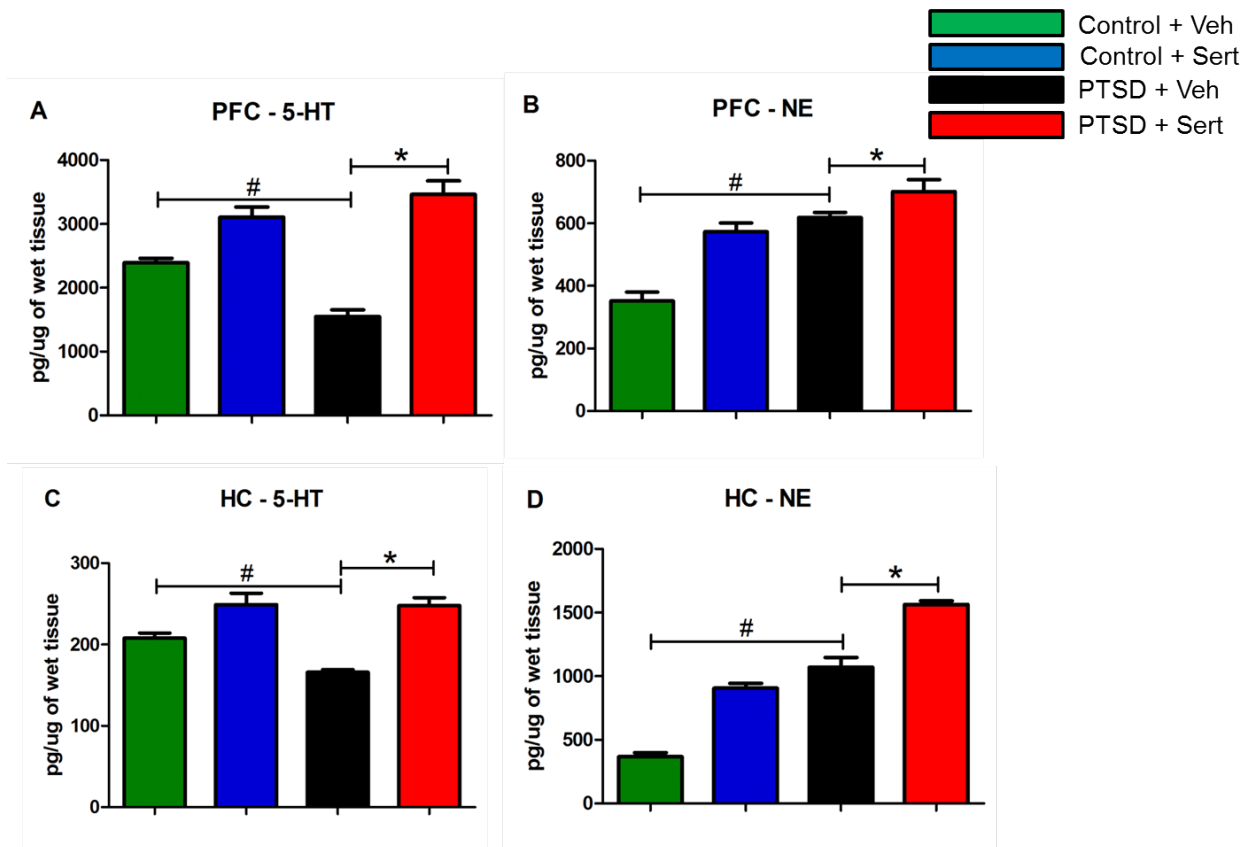 Control + Veh
Control + Sert
PTSD + Veh
PTSD + Sert
A
PFC - 5-HT
pg/ug of wet tissue
4000
3000
2000
1000
0
#
*
B
PFC - NE
pg/ug of wet tissue
800
600
400
200
0
#
*
C
HC - 5-HT
pg/ug of wet tissue
300
200
100
0
#
*
D
HC - NE
pg/ug of wet tissue
2000
1500
1000
500
0
#
*